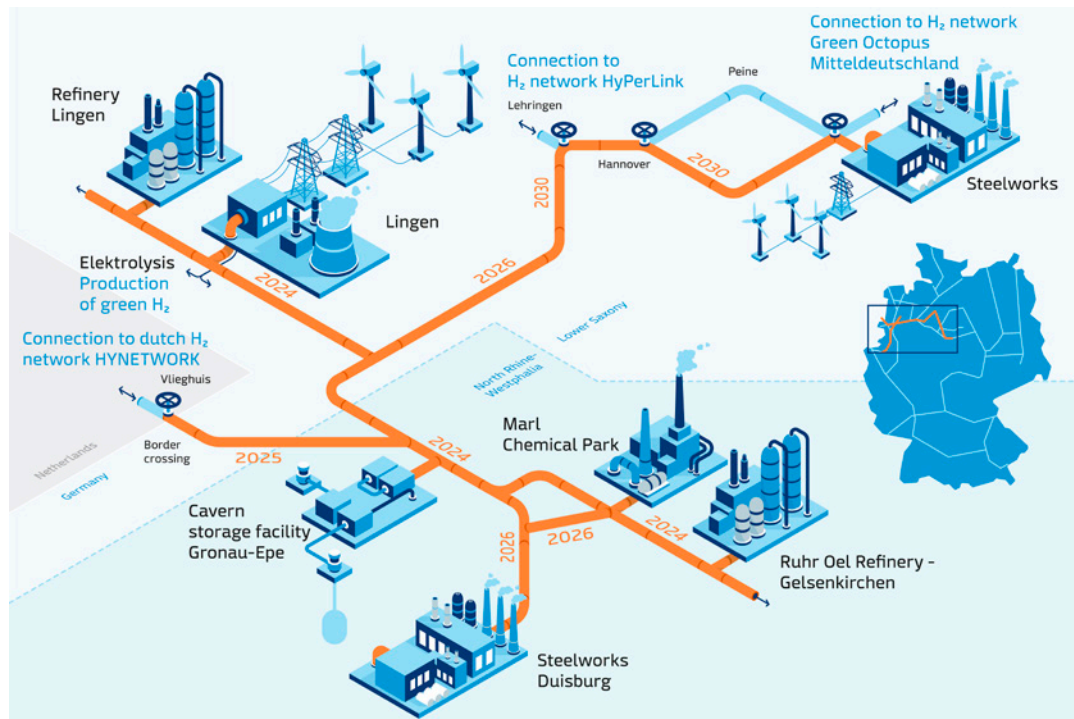 Connection to H₂ network
Green Octopus
Mitteldeutschland
Connection to
H₂ network HyPerLink
Peine
Refinery
Lingen
Lehringen
Hannover
2030
Steelworks
2030
Lingen
Elektrolysis
Production
of green H₂
2024
2026
Connection to dutch H₂
network HYNETWORK
Vlieghuis
Lower Saxony
North Rhine-
Westphalia
Netherlands
Germany
Border
crossing
2025
2024
Marl
Chemical Park
Cavern
storage facility
Gronau-Epe
2026
2026
2024
Ruhr Oel Refinery -
Gelsenkirchen
Steelworks
Duisburg